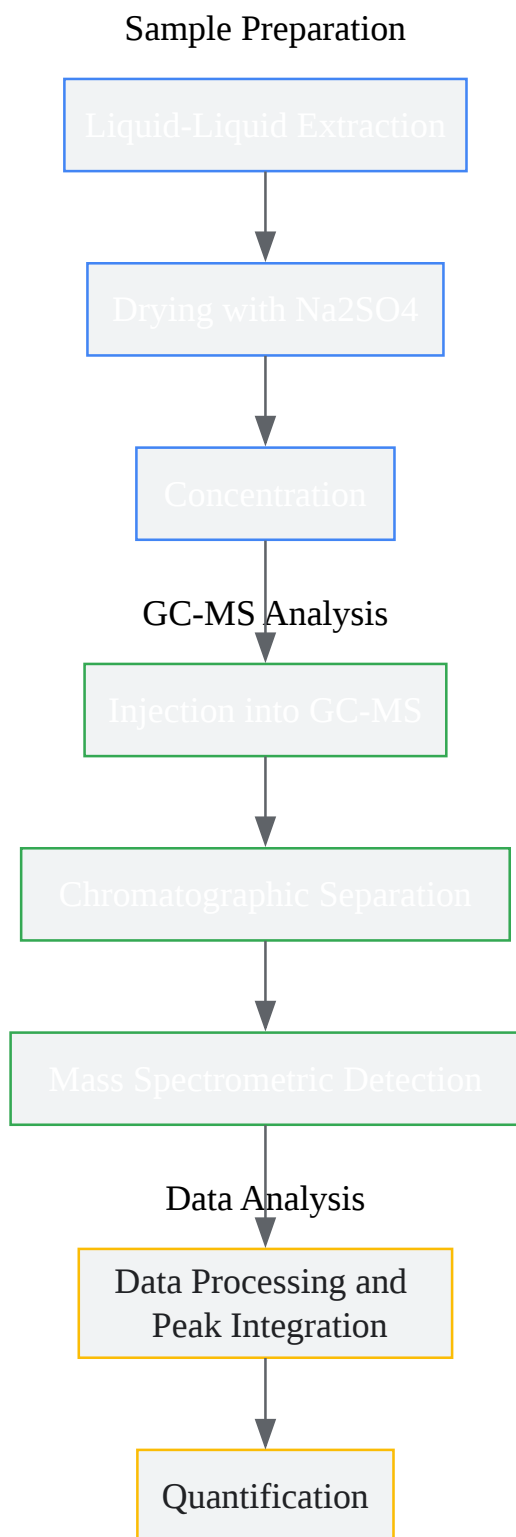 Sample Preparation
Liquid-Liquid Extraction
Drying with Na2SO4
Concentration
GC-MS Analysis
Injection into GC-MS
Chromatographic Separation
Mass Spectrometric Detection
Data Analysis
Data Processing and
Peak Integration
Quantification